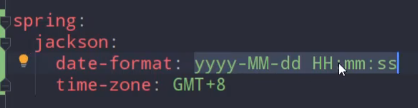 spring:
  jackson:
    date-format: yyyy-MM-dd HH:mm:ss
    time-zone: GMT+8